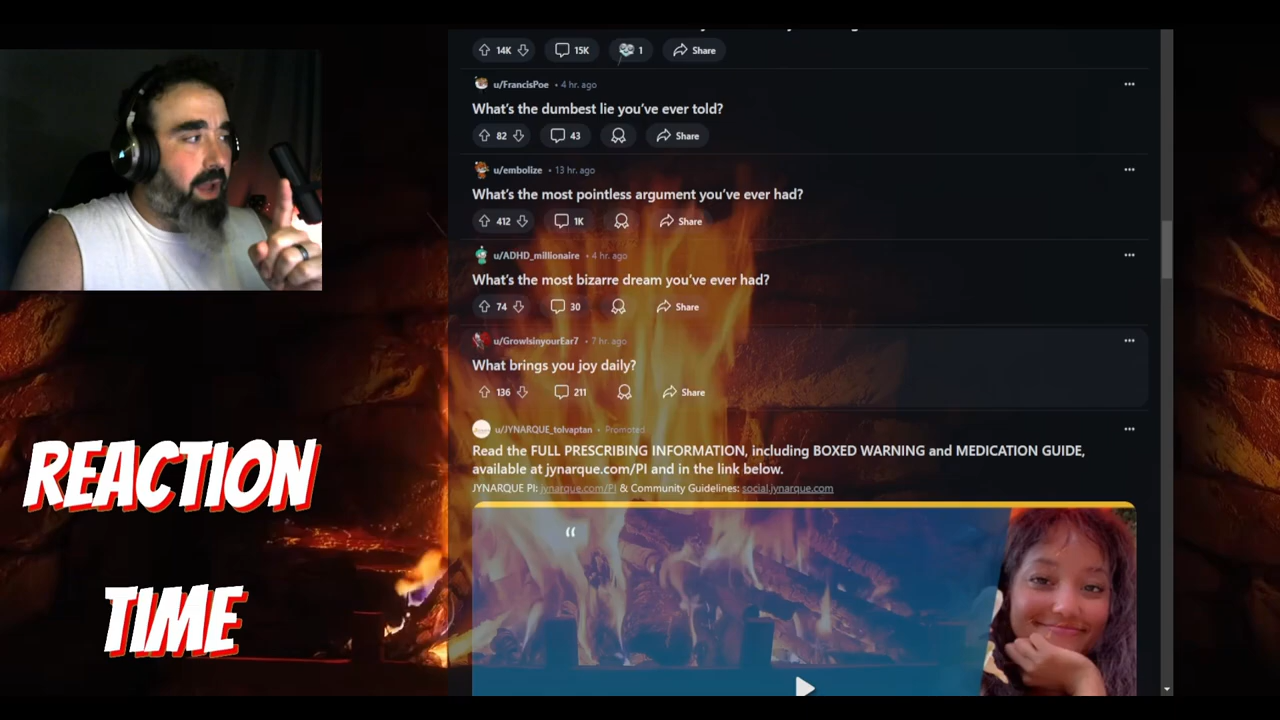 14K 15K 1 Share
u/FrancisPoe • 4 hr. ago
What's the dumbest lie you've ever told?
82 43 Share
u/embolize • 13 hr. ago
What's the most pointless argument you've ever had?
412 1K Share
u/ADHD_millionaire • 4 hr. ago
What's the most bizarre dream you've ever had?
74 30 Share
u/GrowlsinyourEar7 • 7 hr. ago
What brings you joy daily?
136 211 Share
u/JYNARQUE_tolvaptan • Promoted
Read the FULL PRESCRIBING INFORMATION, including BOXED WARNING and MEDICATION GUIDE,
available at jynarque.com/PI and in the link below.
JYNARQUE PI: jynarque.com/PI & Community Guidelines: social.jynarque.com
“
REACTION
TIME